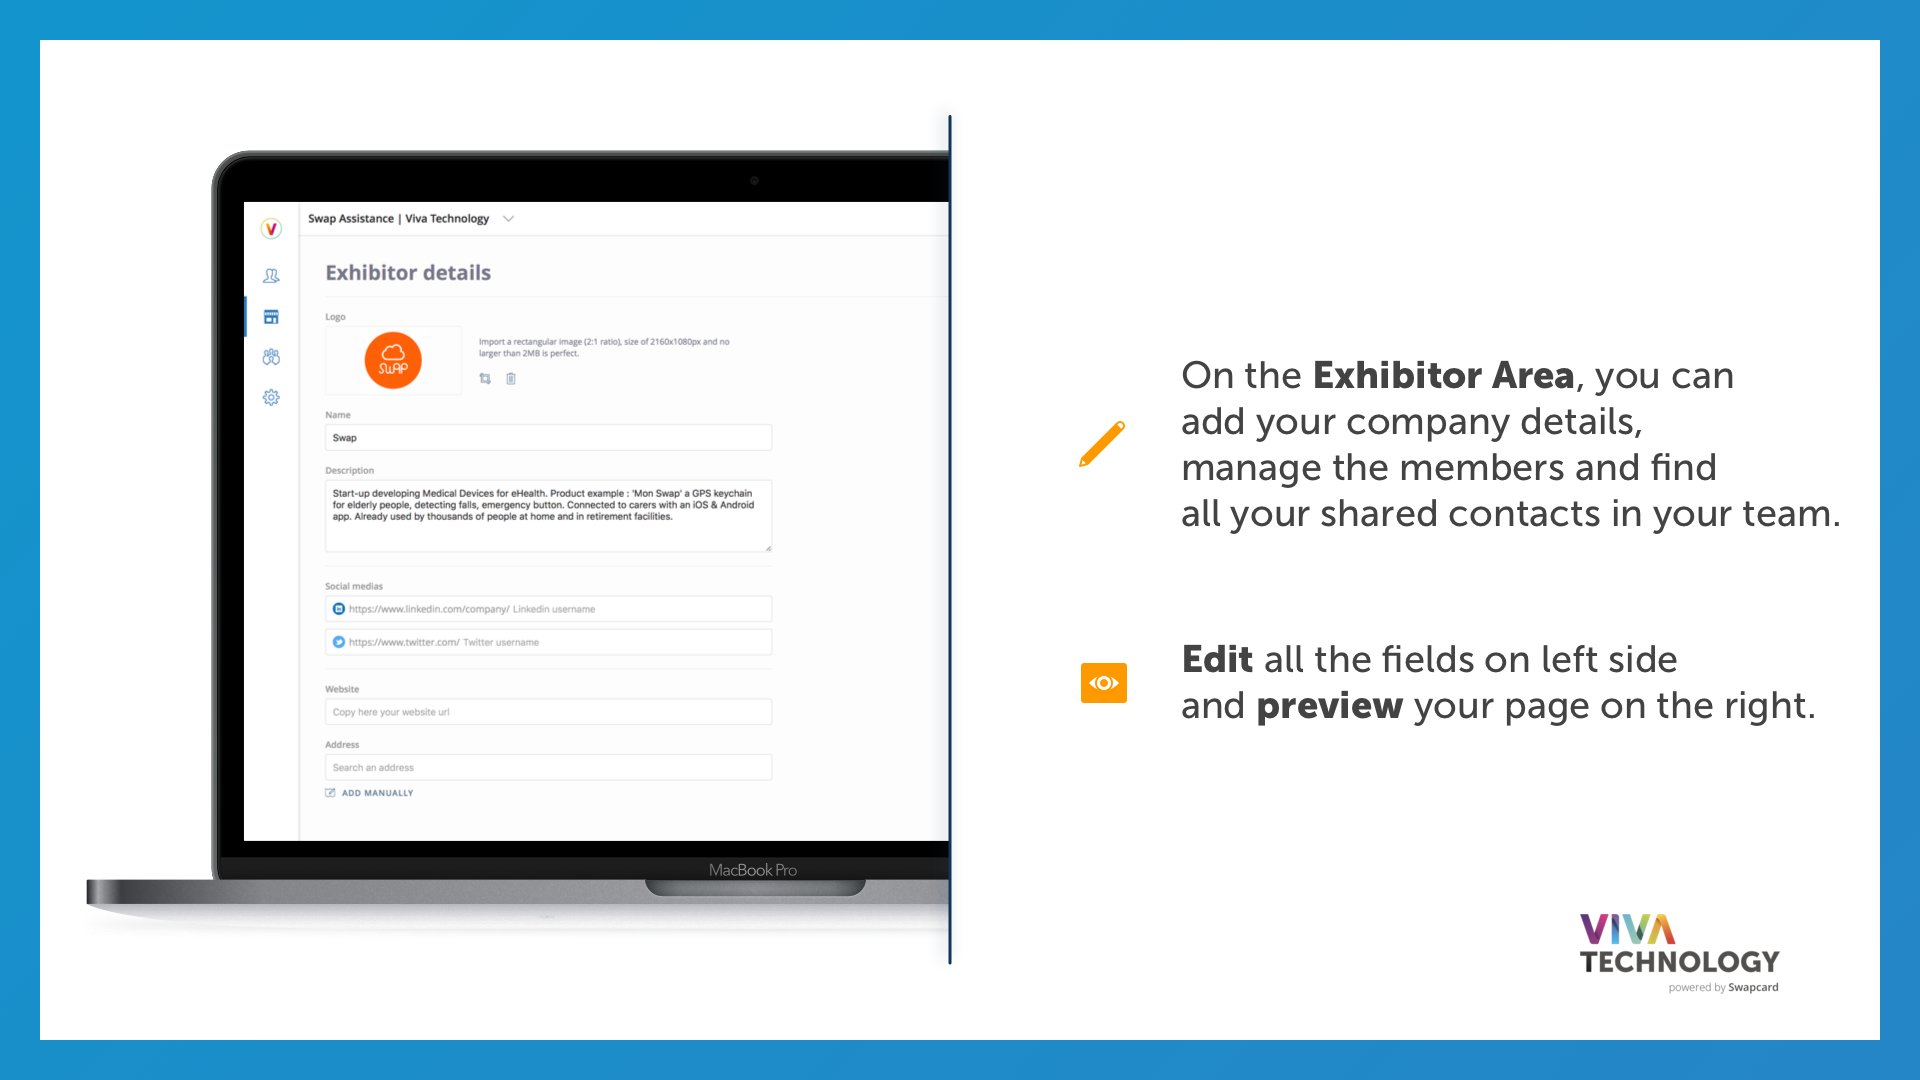 Swap Assistance | Viva Technology
Exhibitor details
Logo
SWAP
Import a rectangular image (2:1 ratio), size of 2160x1080px and no
larger than 2MB is perfect.
Name
Swap
Description
Start-up developing Medical Devices for eHealth. Product example : 'Mon Swap' a GPS keychain
for elderly people, detecting falls, emergency button. Connected to carers with an iOS & Android
app. Already used by thousands of people at home and in retirement facilities.
Social medias
https://www.linkedin.com/company/ Linkedin username
https://www.twitter.com/ Twitter username
Website
Copy here your website url
Address
Search an address
ADD MANUALLY
MacBook Pro
On the Exhibitor Area, you can
add your company details,
manage the members and find
all your shared contacts in your team.
Edit all the fields on left side
and preview your page on the right.
VIVA
TECHNOLOGY
powered by Swapcard